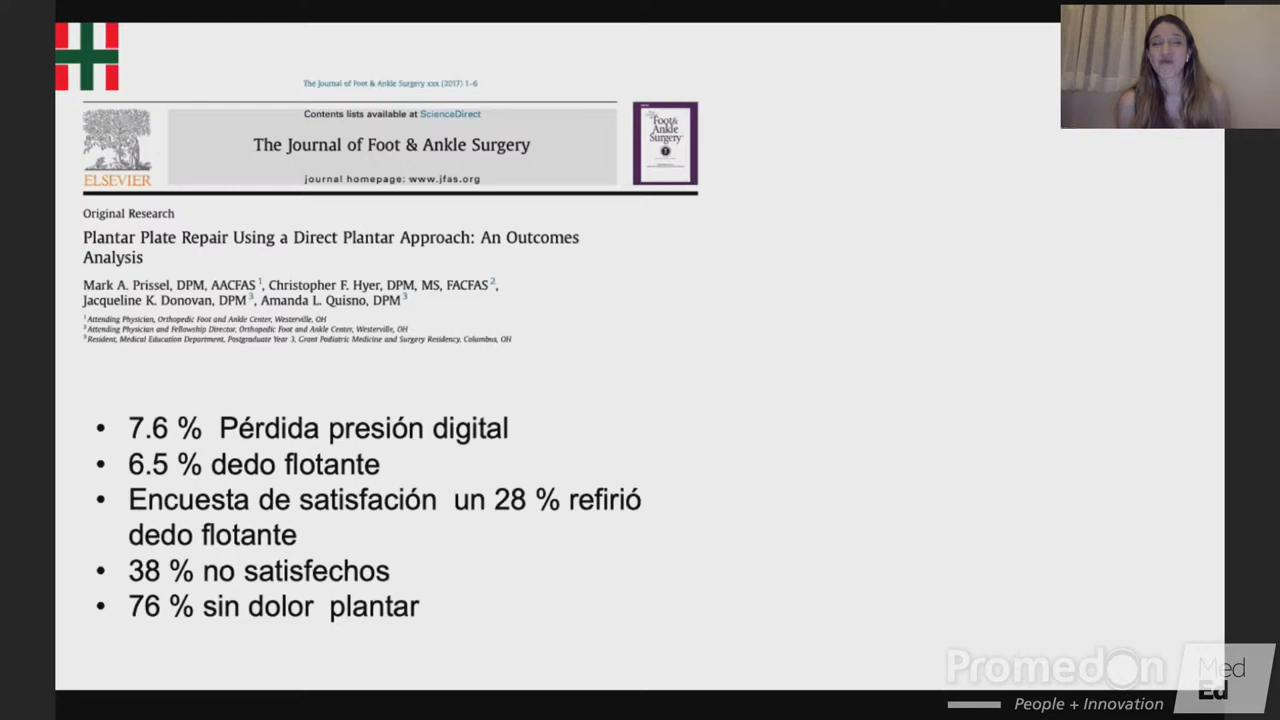 The Journal of Foot & Ankle Surgery xxx (2017) 1–6
Contents lists available at ScienceDirect
The Journal of Foot & Ankle Surgery
journal homepage: www.jfas.org
ELSEVIER
Foot&
Ankle
Surgery
Original Research
Plantar Plate Repair Using a Direct Plantar Approach: An Outcomes
Analysis
Mark A. Prissel, DPM, AACFAS 1, Christopher F. Hyer, DPM, MS, FACFAS 2,
Jacqueline K. Donovan, DPM 3, Amanda L. Quisno, DPM 3
1 Attending Physician, Orthopedic Foot and Ankle Center, Westerville, OH
2 Attending Physician and Fellowship Director, Orthopedic Foot and Ankle Center, Westerville, OH
3 Resident, Medical Education Department, Postgraduate Year 3, Grant Podiatric Medicine and Surgery Residency, Columbus, OH
• 7.6 % Pérdida presión digital
• 6.5 % dedo flotante
• Encuesta de satisfación un 28 % refirió
dedo flotante
• 38 % no satisfechos
• 76 % sin dolor plantar
Promedon
People + Innovation
Med
Ed